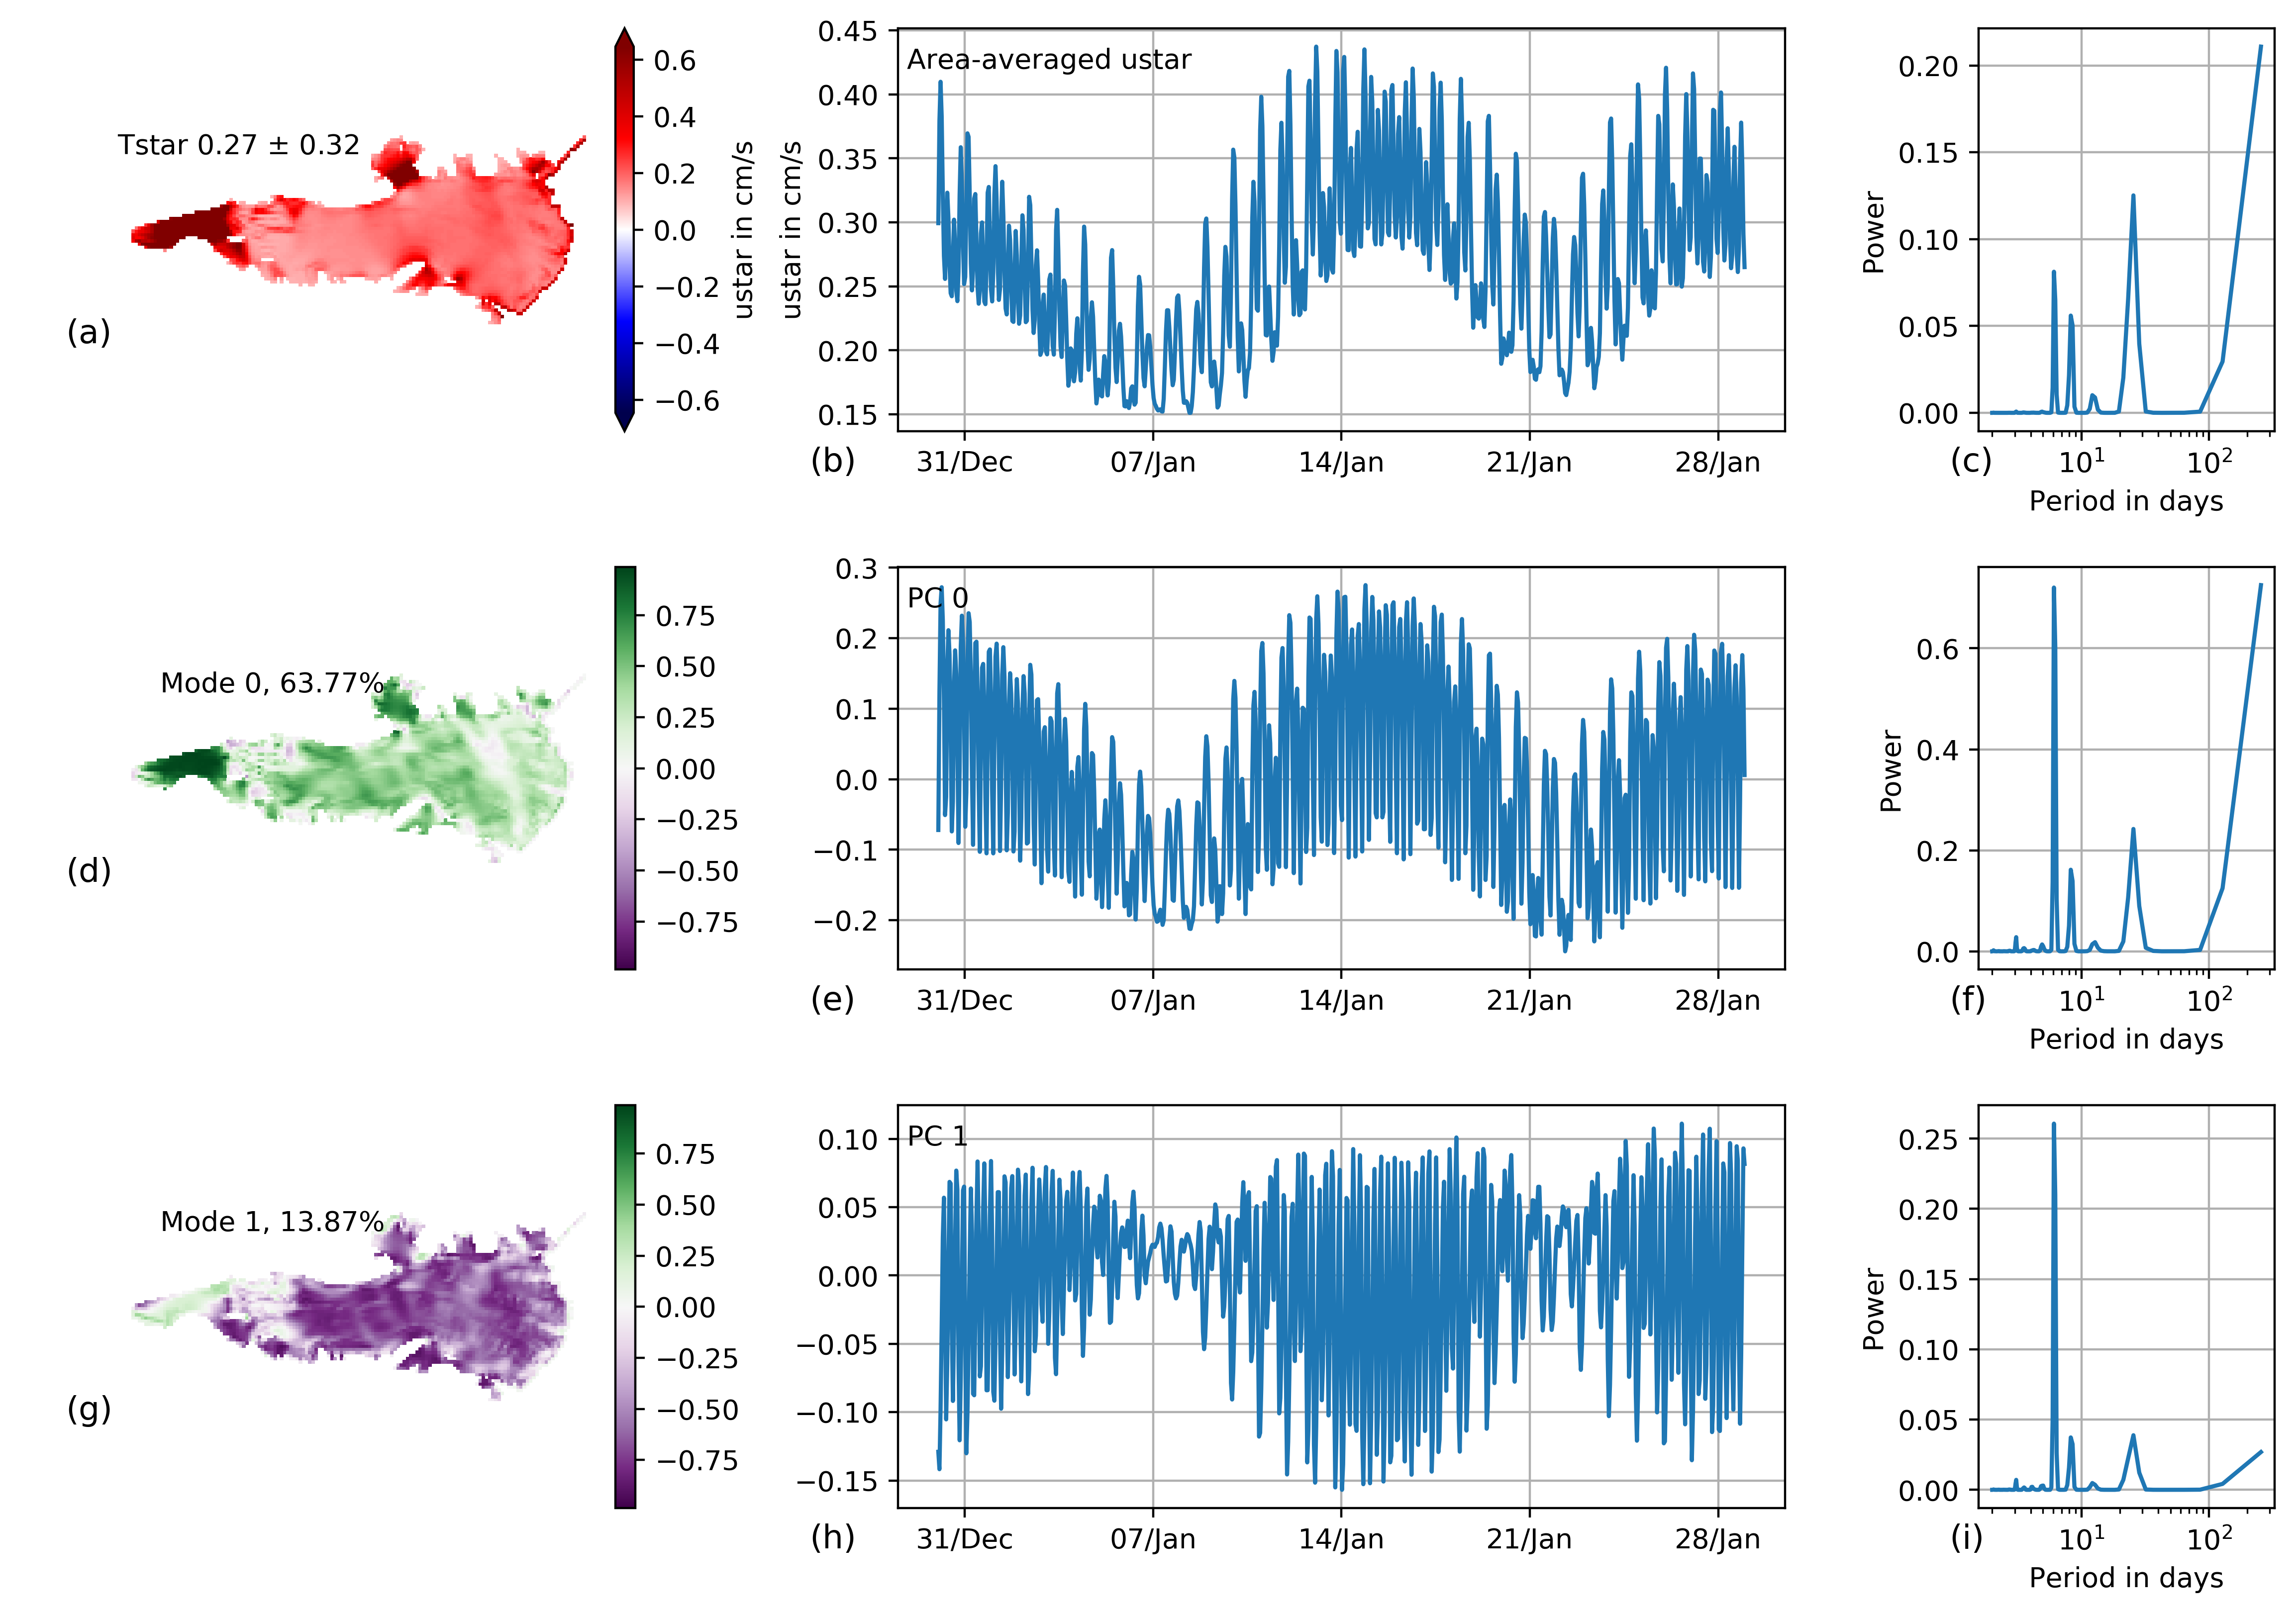 Tstar 0.27 ± 0.32
(a)
0.6
0.4
0.2
0.0
−0.2
−0.4
−0.6
ustar in cm/s
ustar in cm/s
0.45
0.40
0.35
0.30
0.25
0.20
0.15
Area-averaged ustar
(b)
31/Dec 07/Jan 14/Jan 21/Jan 28/Jan
Power
0.20
0.15
0.10
0.05
0.00
(c)
10¹ 10²
Period in days
Mode 0, 63.77%
(d)
0.75
0.50
0.25
0.00
−0.25
−0.50
−0.75
0.3
0.2
0.1
0.0
−0.1
−0.2
PC 0
(e)
31/Dec 07/Jan 14/Jan 21/Jan 28/Jan
Power
0.6
0.4
0.2
0.0
(f)
10¹ 10²
Period in days
Mode 1, 13.87%
(g)
0.75
0.50
0.25
0.00
−0.25
−0.50
−0.75
0.10
0.05
0.00
−0.05
−0.10
−0.15
PC 1
(h)
31/Dec 07/Jan 14/Jan 21/Jan 28/Jan
Power
0.25
0.20
0.15
0.10
0.05
0.00
(i)
10¹ 10²
Period in days